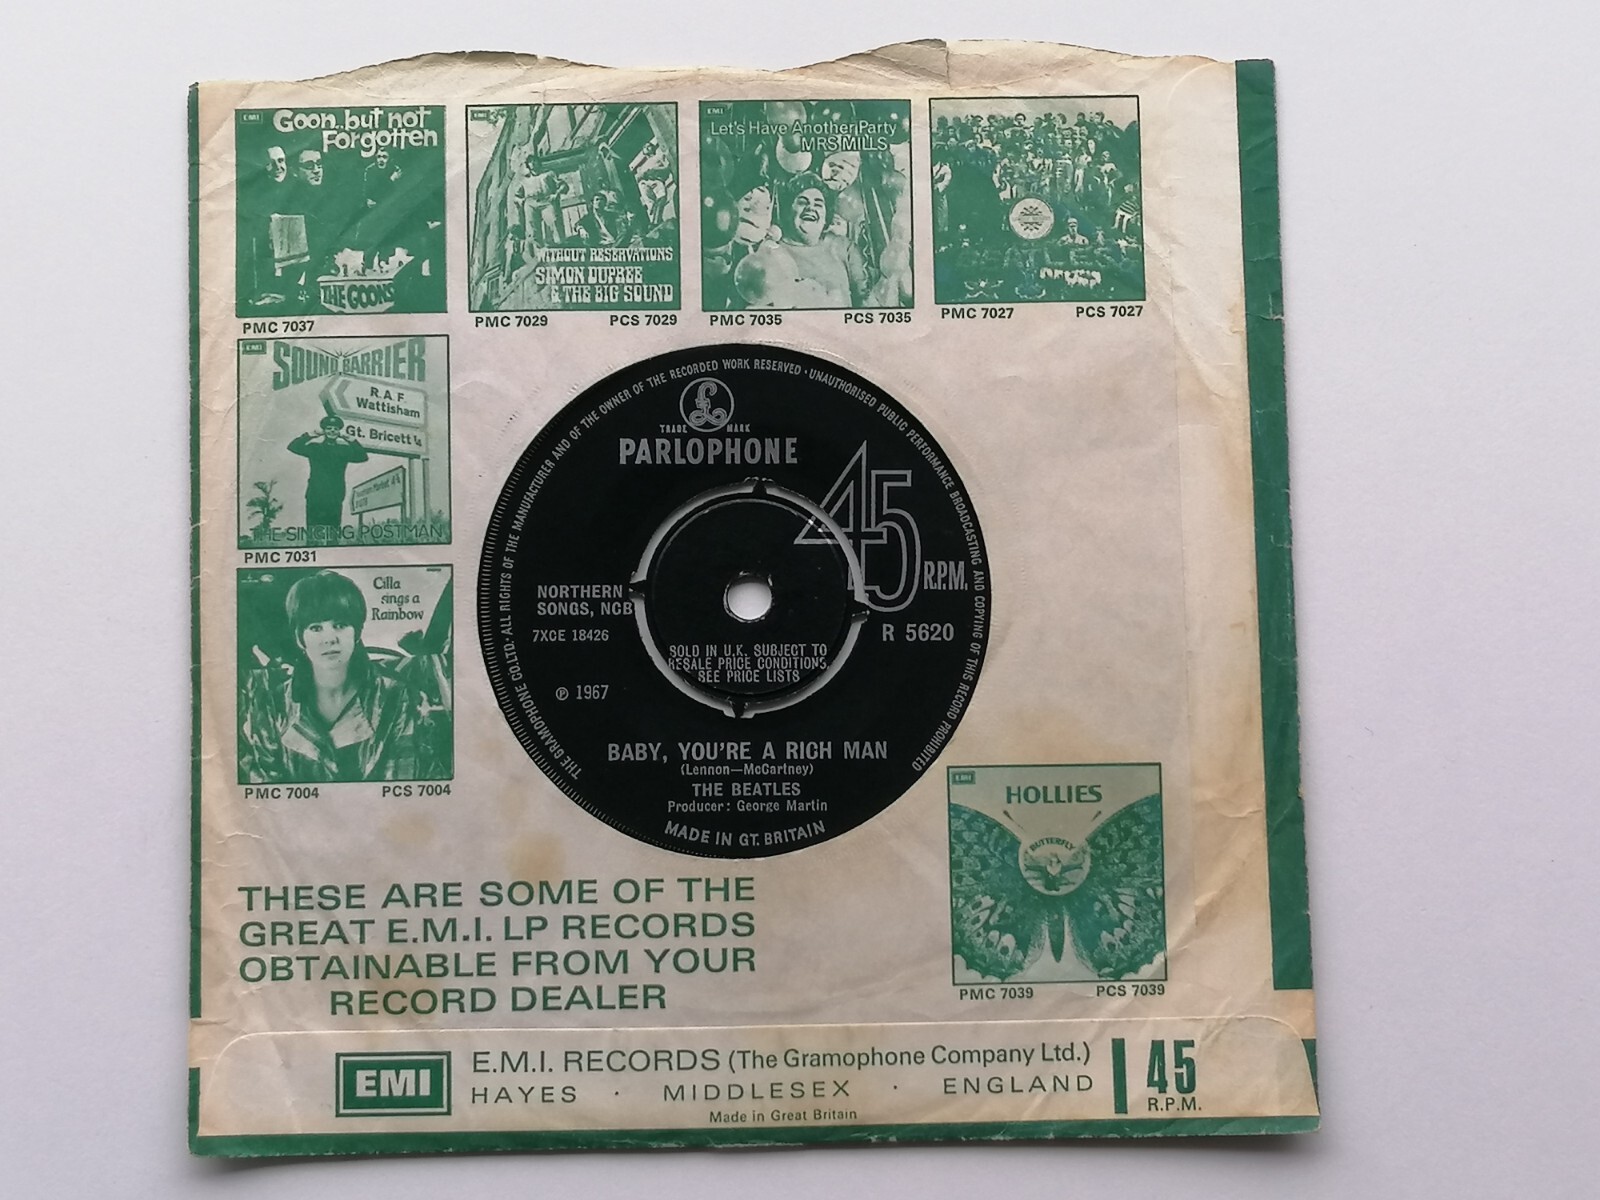 EMI
Goon..but not
Forgotten
THE GOONS
PMC 7037
EMI
WITHOUT RESERVATIONS
SIMON DUPREE
& THE BIG SOUND
PMC 7029 PCS 7029
EMI
Let's Have Another Party
MRS MILLS
PMC 7035 PCS 7035
PMC 7027 PCS 7027
EMI
SOUND BARRIER
R.A.F.
Wattisham
Gt. Bricett ¼
THE SINGING POSTMAN
PMC 7031
Cilla
sings a
Rainbow
PMC 7004 PCS 7004
THE GRAMOPHONE CO.LTD. ALL RIGHTS OF THE MANUFACTURER AND OF THE OWNER OF THE RECORDED WORK RESERVED · UNAUTHORISED PUBLIC PERFORMANCE BROADCASTING AND COPYING OF THIS RECORD PROHIBITED
£
TRADE MARK
PARLOPHONE
45
R.P.M.
NORTHERN
SONGS, NCB
7XCE 18426
R 5620
SOLD IN U.K. SUBJECT TO
RESALE PRICE CONDITIONS,
SEE PRICE LISTS
℗ 1967
BABY, YOU'RE A RICH MAN
(Lennon—McCartney)
THE BEATLES
Producer: George Martin
MADE IN GT. BRITAIN
EMI
HOLLIES
BUTTERFLY
PMC 7039 PCS 7039
THESE ARE SOME OF THE
GREAT E.M.I. LP RECORDS
OBTAINABLE FROM YOUR
RECORD DEALER
EMI
E.M.I. RECORDS (The Gramophone Company Ltd.)
HAYES · MIDDLESEX · ENGLAND
Made in Great Britain
45
R.P.M.